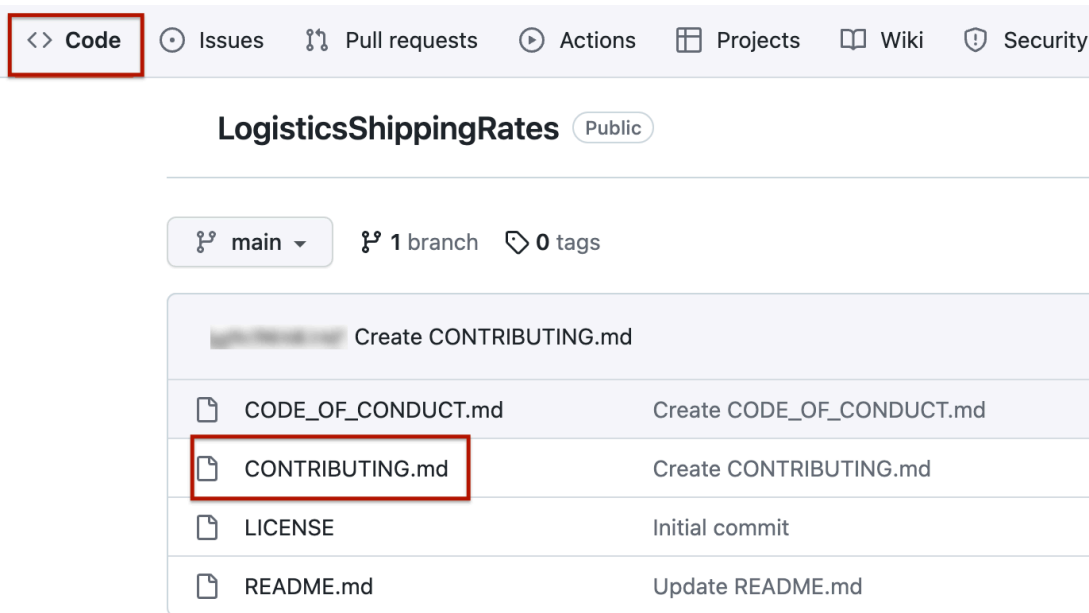 <> Code Issues Pull requests Actions Projects Wiki Security
LogisticsShippingRates Public
main 1 branch 0 tags
Create CONTRIBUTING.md
CODE_OF_CONDUCT.md Create CODE_OF_CONDUCT.md
CONTRIBUTING.md Create CONTRIBUTING.md
LICENSE Initial commit
README.md Update README.md